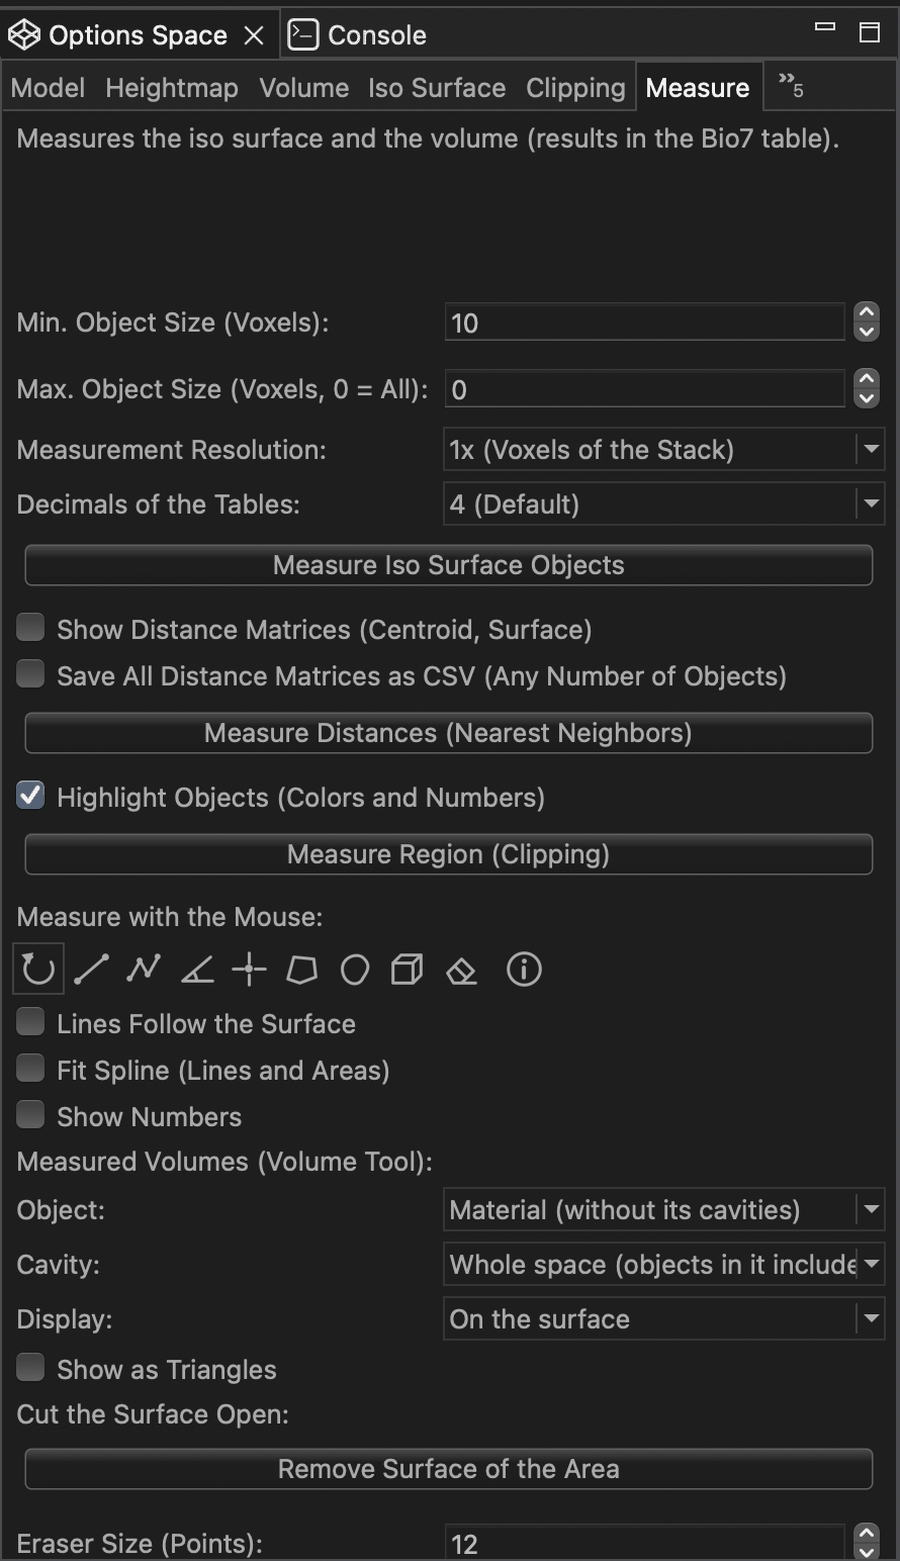 Options Space
Console
Model Heightmap Volume Iso Surface Clipping Measure »5
Measures the iso surface and the volume (results in the Bio7 table).
Min. Object Size (Voxels): 10
Max. Object Size (Voxels, 0 = All): 0
Measurement Resolution: 1x (Voxels of the Stack)
Decimals of the Tables: 4 (Default)
Measure Iso Surface Objects
Show Distance Matrices (Centroid, Surface)
Save All Distance Matrices as CSV (Any Number of Objects)
Measure Distances (Nearest Neighbors)
Highlight Objects (Colors and Numbers)
Measure Region (Clipping)
Measure with the Mouse:
Lines Follow the Surface
Fit Spline (Lines and Areas)
Show Numbers
Measured Volumes (Volume Tool):
Object: Material (without its cavities)
Cavity: Whole space (objects in it include
Display: On the surface
Show as Triangles
Cut the Surface Open:
Remove Surface of the Area
Eraser Size (Points): 12